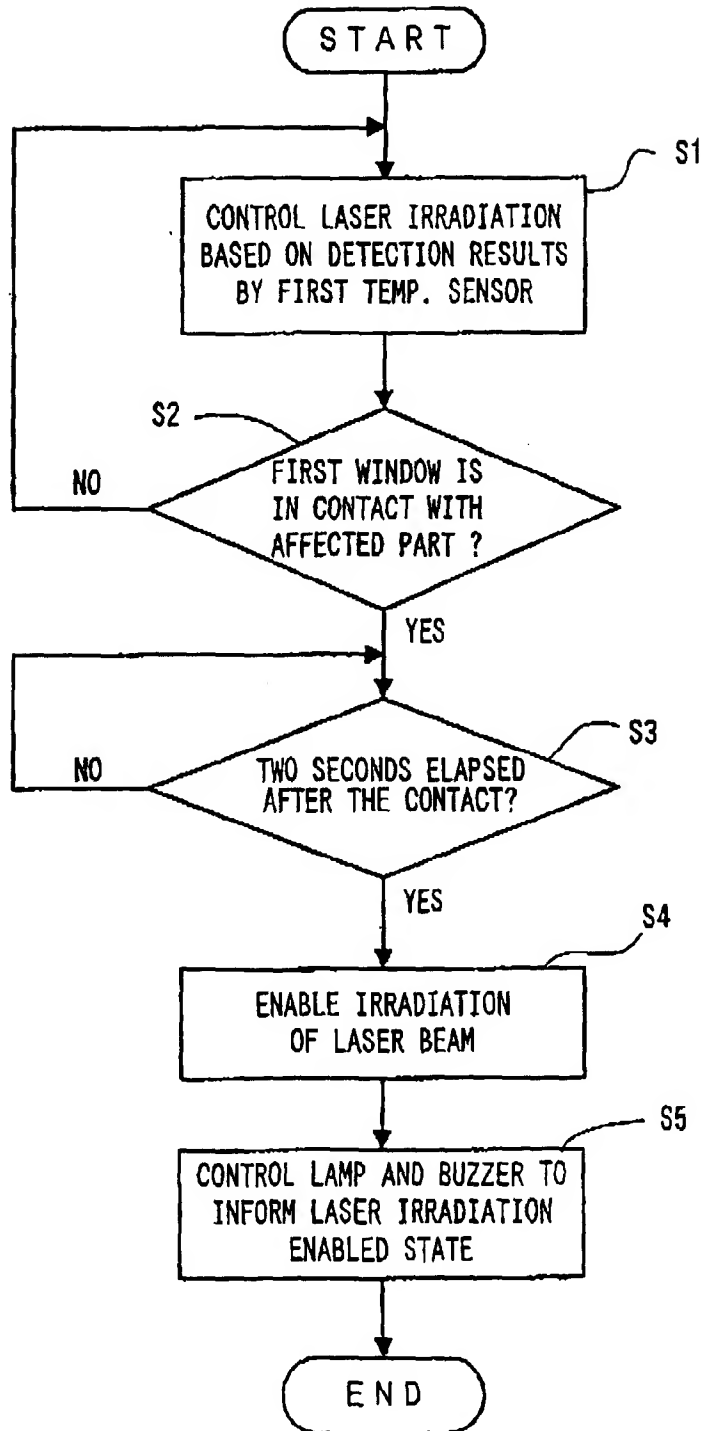 START
S1
CONTROL LASER IRRADIATION
BASED ON DETECTION RESULTS
BY FIRST TEMP. SENSOR
S2
NO
FIRST WINDOW IS
IN CONTACT WITH
AFFECTED PART ?
YES
S3
NO
TWO SECONDS ELAPSED
AFTER THE CONTACT?
YES
S4
ENABLE IRRADIATION
OF LASER BEAM
S5
CONTROL LAMP AND BUZZER TO
INFORM LASER IRRADIATION
ENABLED STATE
END